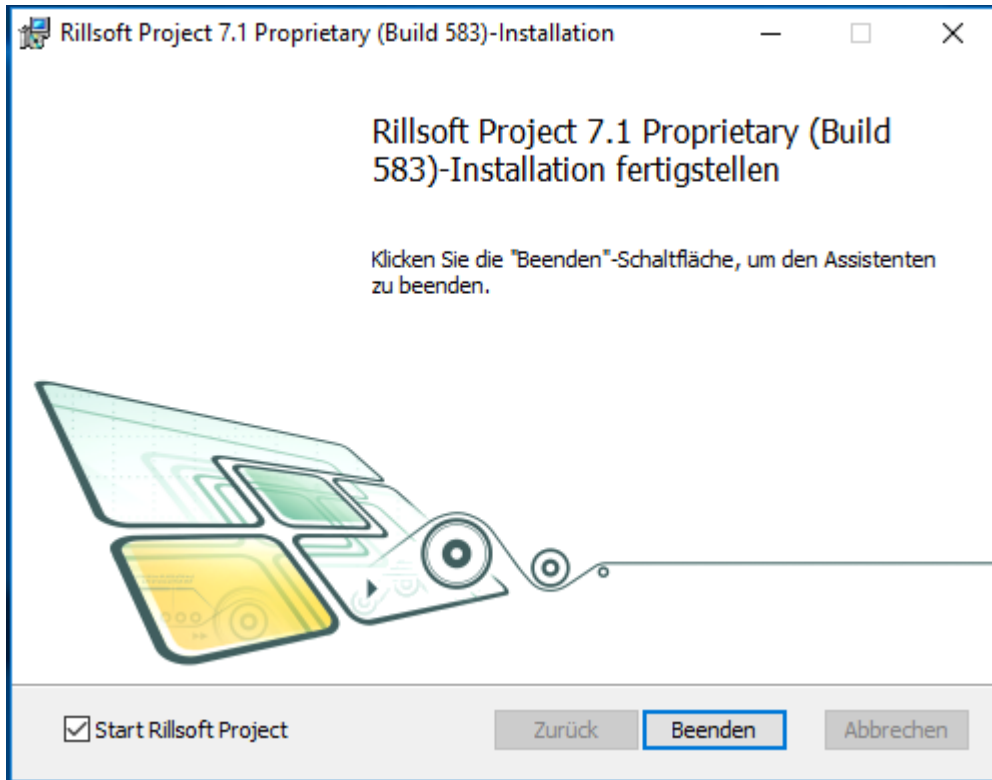 Rillsoft Project 7.1 Proprietary (Build 583)-Installation
Rillsoft Project 7.1 Proprietary (Build
583)-Installation fertigstellen
Klicken Sie die "Beenden"-Schaltfläche, um den Assistenten
zu beenden.
Start Rillsoft Project
Zurück
Beenden
Abbrechen